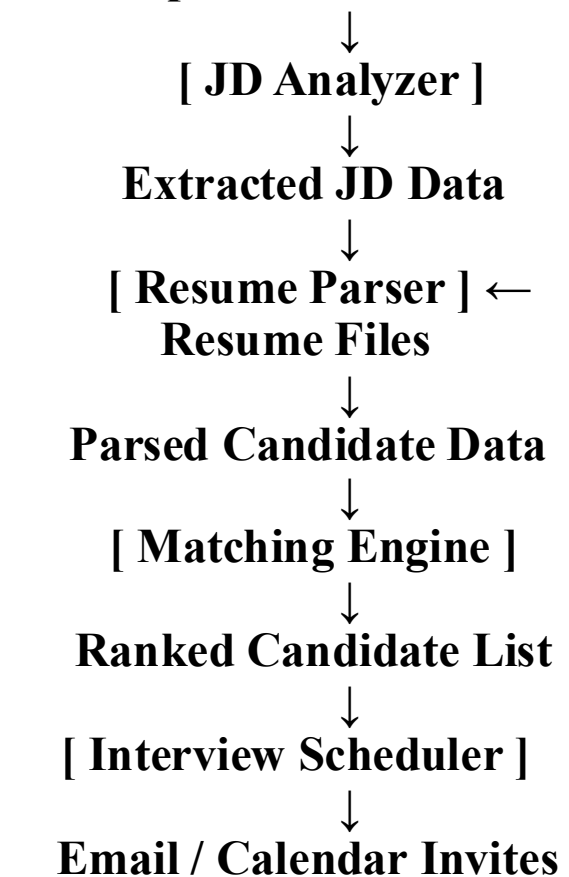 ↓
[ JD Analyzer ]
↓
Extracted JD Data
↓
[ Resume Parser ] ←
Resume Files
↓
Parsed Candidate Data
↓
[ Matching Engine ]
↓
Ranked Candidate List
↓
[ Interview Scheduler ]
↓
Email / Calendar Invites